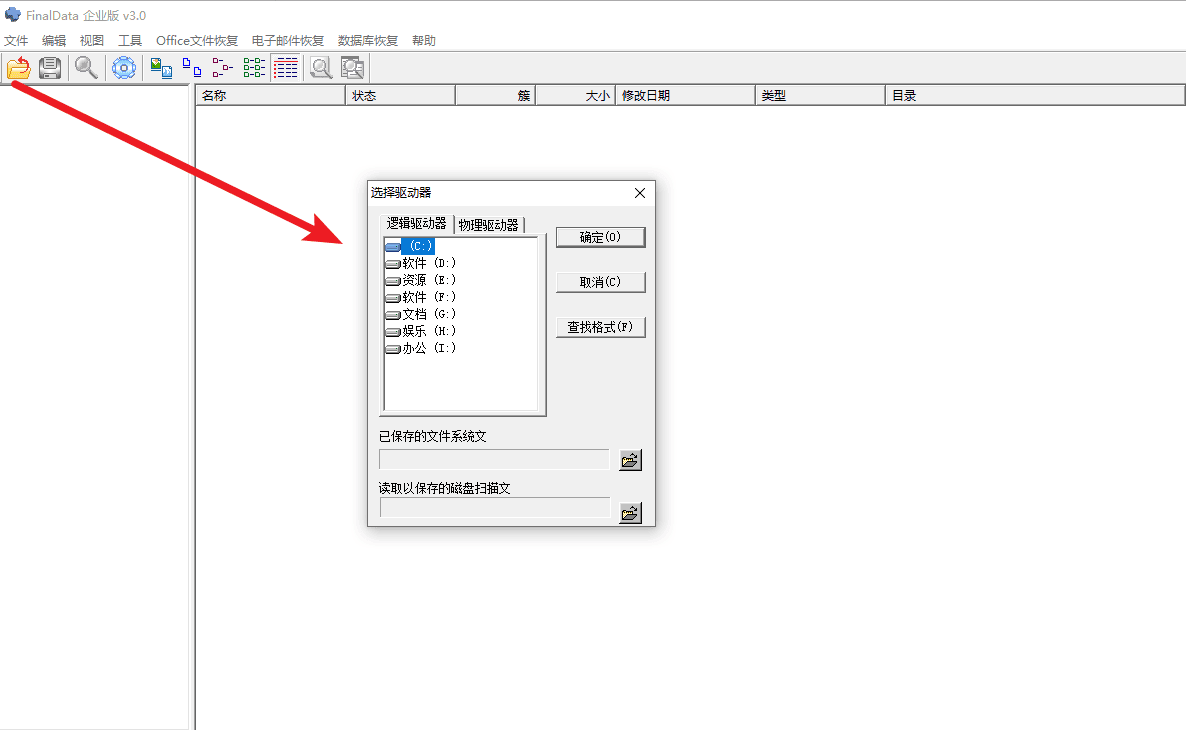 FinalData 企业版 v3.0
文件 编辑 视图 工具 Office文件恢复 电子邮件恢复 数据库恢复 帮助
名称 状态 簇 大小 修改日期 类型 目录
选择驱动器
逻辑驱动器 物理驱动器
(C:)
软件 (D:)
资源 (E:)
软件 (F:)
文档 (G:)
娱乐 (H:)
办公 (I:)
确定(O)
取消(C)
查找格式(F)
已保存的文件系统文
读取以保存的磁盘扫描文